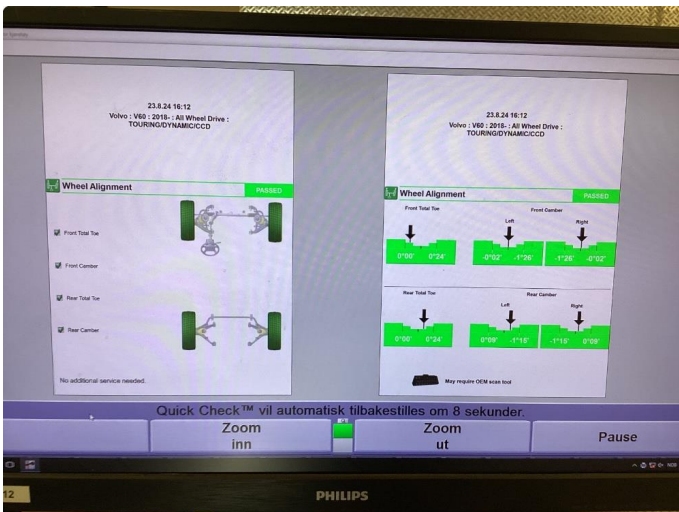 23.8.24 16:12
Volvo : V60 : 2018- : All Wheel Drive :
TOURING/DYNAMIC/CCD
Wheel Alignment PASSED
Front Total Toe
Front Camber
Rear Total Toe
Rear Camber
No additional service needed.
23.8.24 16:12
Volvo : V60 : 2018- : All Wheel Drive :
TOURING/DYNAMIC/CCD
Wheel Alignment PASSED
Front Total Toe Front Camber
Left Right
0°00' 0°24' -0°02' -1°26' -1°26' -0°02'
Rear Total Toe Rear Camber
Left Right
0°00' 0°24' 0°09' -1°15' -1°15' 0°09'
May require OEM scan tool
Quick Check™ vil automatisk tilbakestilles om 8 sekunder.
Zoom
inn
Zoom
ut
Pause
NOR
12
PHILIPS